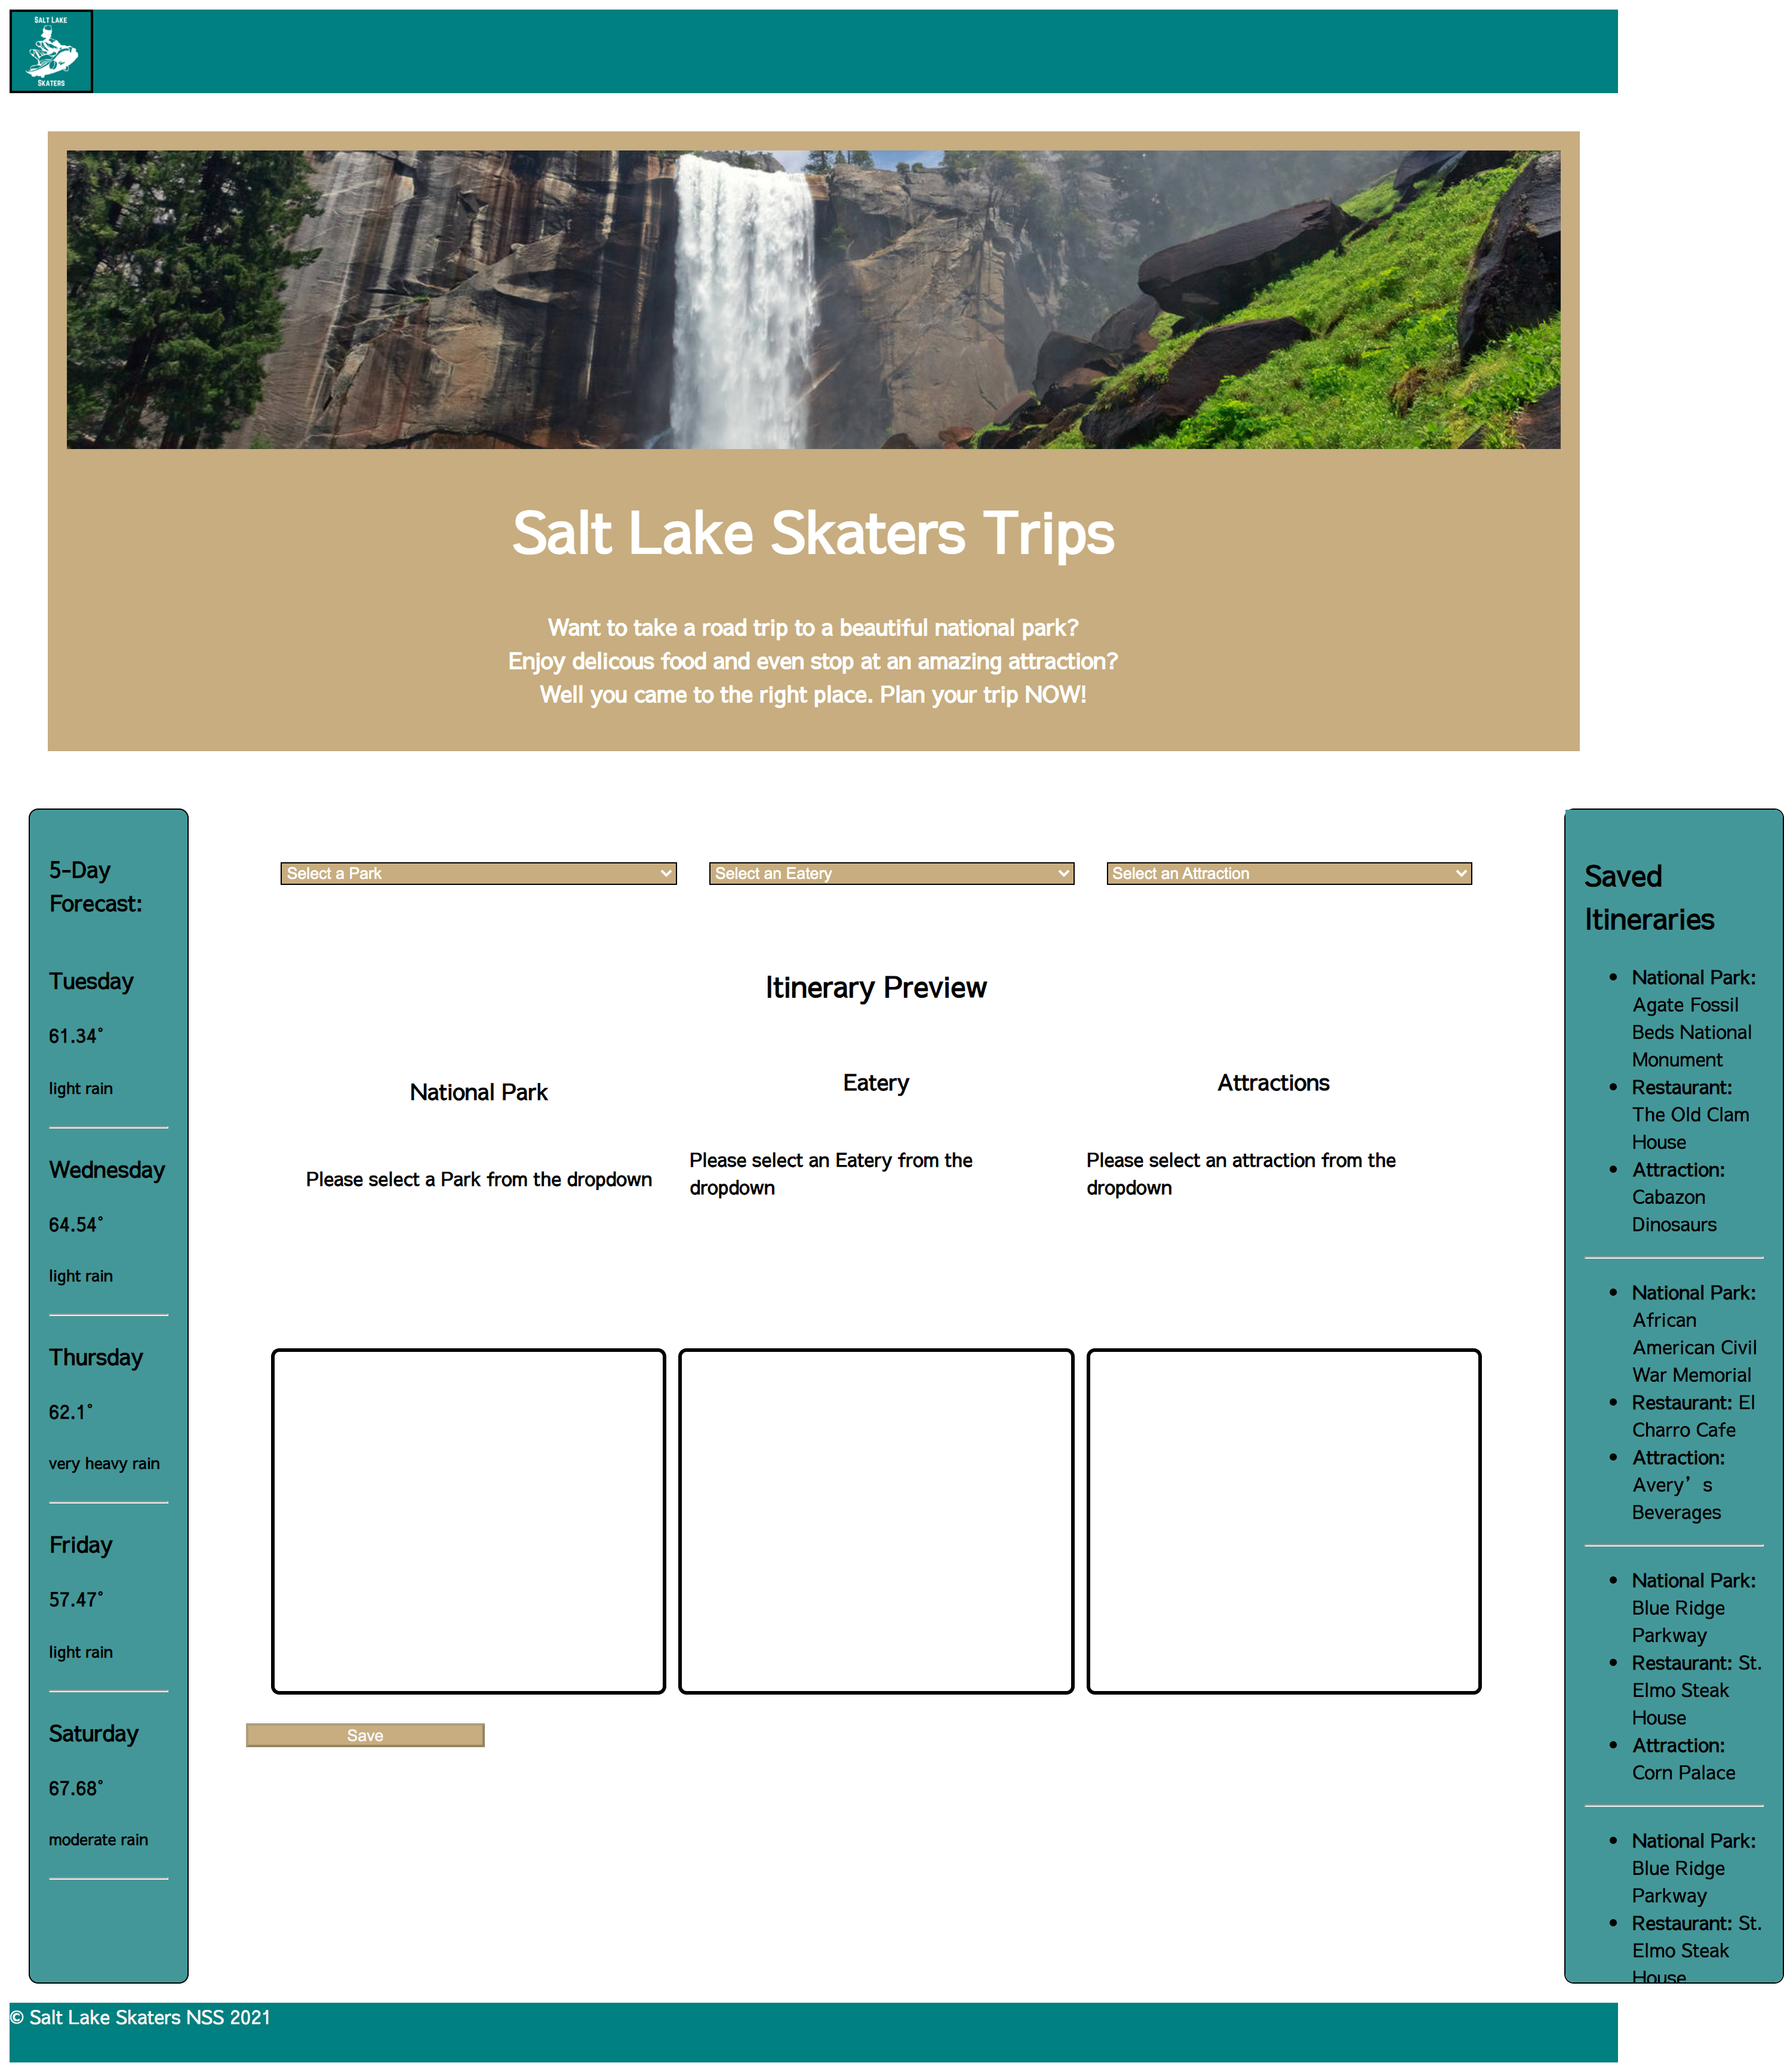 SALT LAKE
SKATERS
Salt Lake Skaters Trips
Want to take a road trip to a beautiful national park?
Enjoy delicous food and even stop at an amazing attraction?
Well you came to the right place. Plan your trip NOW!
5-Day
Forecast:
Tuesday
61.34°
light rain
Wednesday
64.54°
light rain
Thursday
62.1°
very heavy rain
Friday
57.47°
light rain
Saturday
67.68°
moderate rain
Select a Park
Select an Eatery
Select an Attraction
Itinerary Preview
National Park
Please select a Park from the dropdown
Eatery
Please select an Eatery from the
dropdown
Attractions
Please select an attraction from the
dropdown
Save
Saved
Itineraries
National Park:
Agate Fossil
Beds National
Monument
Restaurant:
The Old Clam
House
Attraction:
Cabazon
Dinosaurs
National Park:
African
American Civil
War Memorial
Restaurant: El
Charro Cafe
Attraction:
Avery’s
Beverages
National Park:
Blue Ridge
Parkway
Restaurant: St.
Elmo Steak
House
Attraction:
Corn Palace
National Park:
Blue Ridge
Parkway
Restaurant: St.
Elmo Steak
House
© Salt Lake Skaters NSS 2021